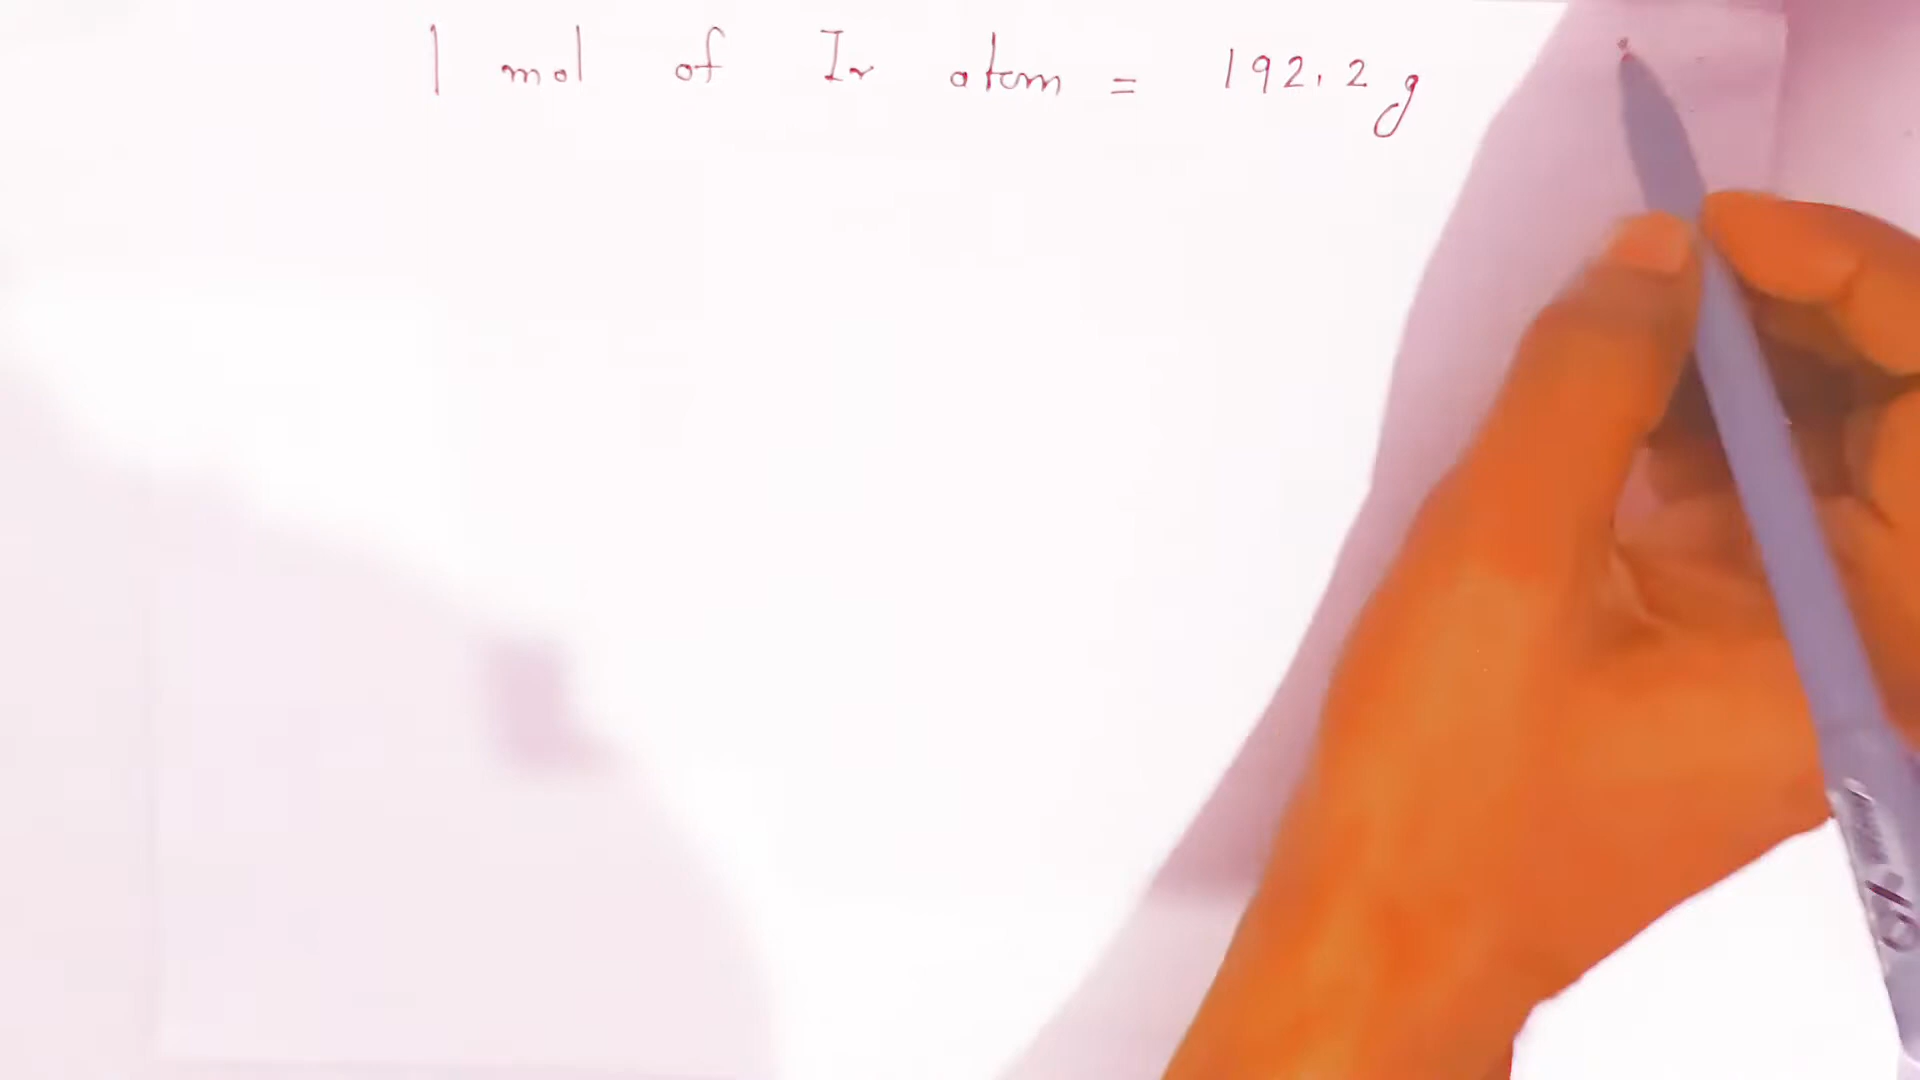 1 mol of Ir atom = 192.2 g